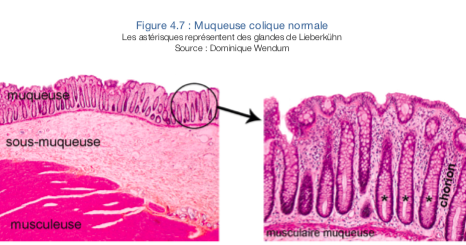 Figure 4.7 : Muqueuse colique normale
Les astérisques représentent des glandes de Lieberkühn
Source : Dominique Wendum
muqueuse
sous-muqueuse
musculeuse
* * *
chorion
musculaire muqueuse